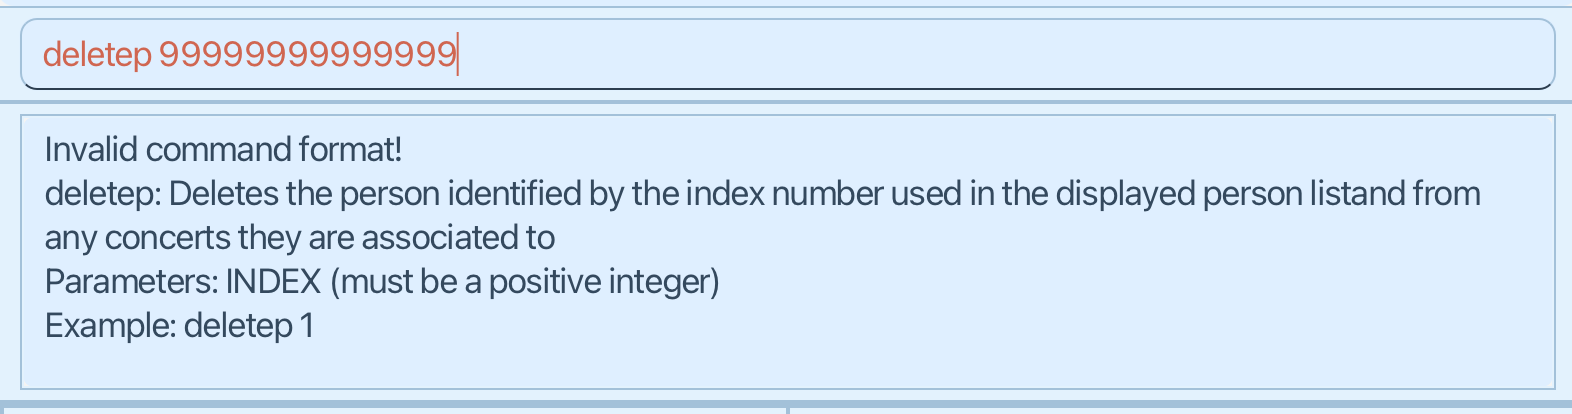 deletep 99999999999999
Invalid command format!
deletep: Deletes the person identified by the index number used in the displayed person listand from
any concerts they are associated to
Parameters: INDEX (must be a positive integer)
Example: deletep 1